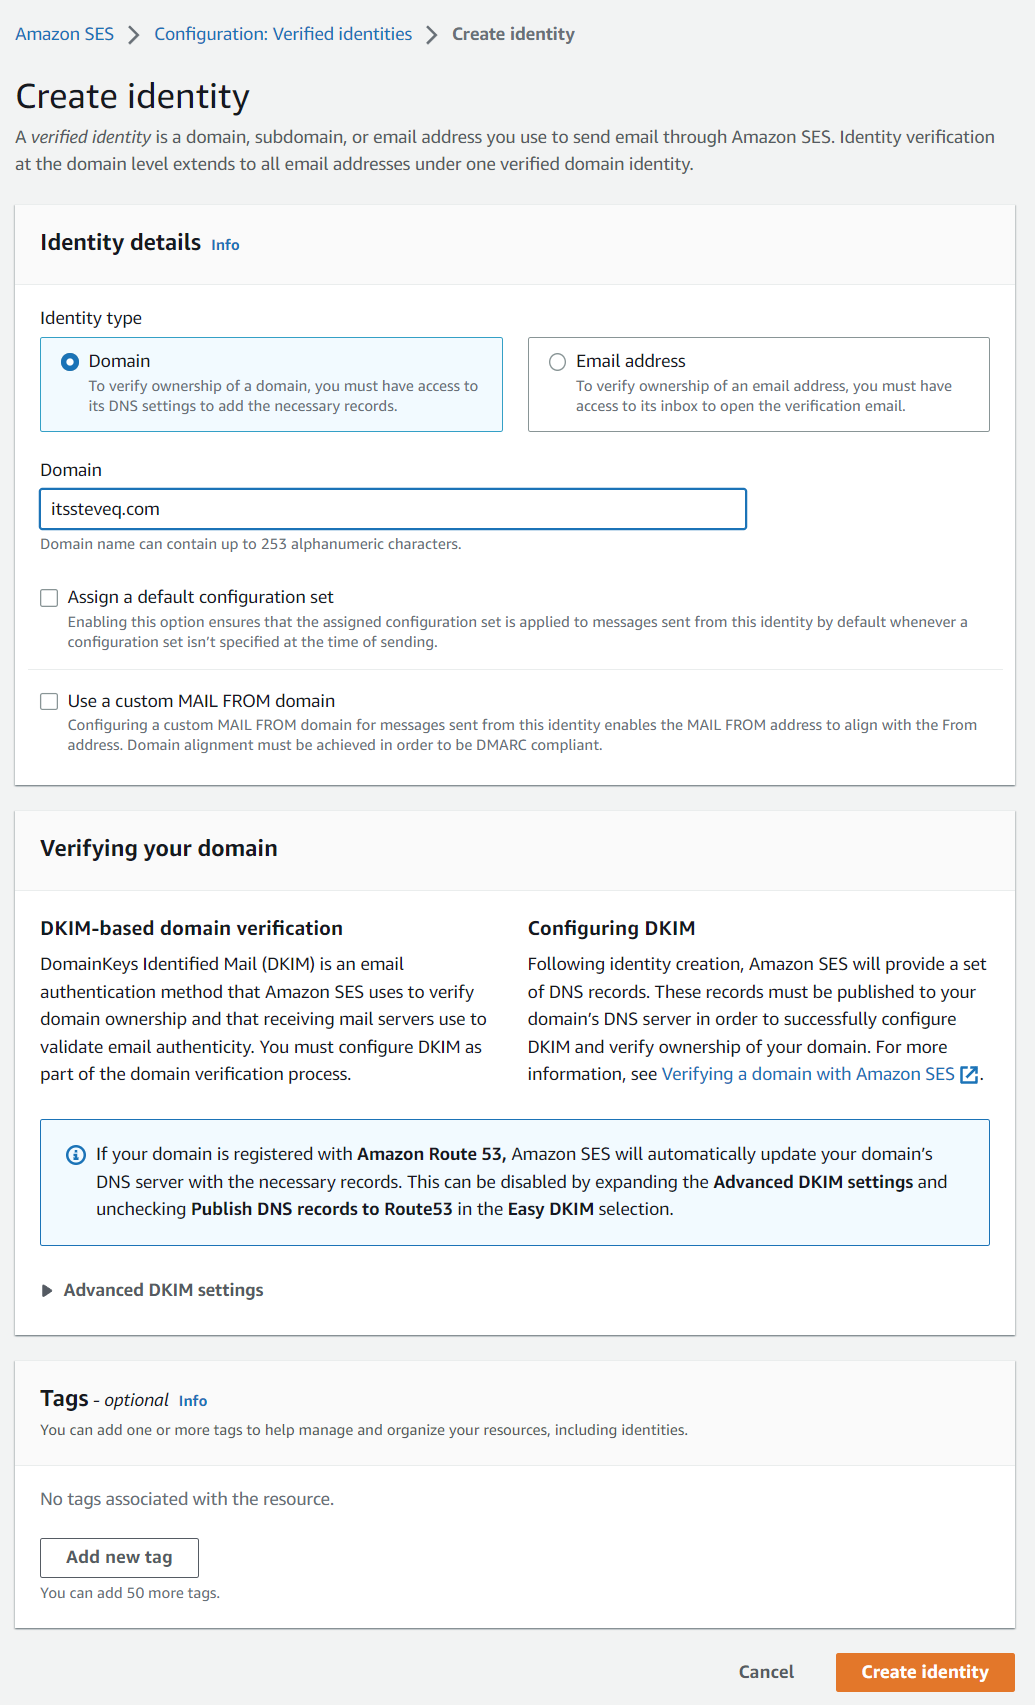 Amazon SES > Configuration: Verified identities > Create identity
Create identity
A verified identity is a domain, subdomain, or email address you use to send email through Amazon SES. Identity verification
at the domain level extends to all email addresses under one verified domain identity.
Identity details Info
Identity type
Domain
To verify ownership of a domain, you must have access to
its DNS settings to add the necessary records.
Email address
To verify ownership of an email address, you must have
access to its inbox to open the verification email.
Domain
itssteveq.com
Domain name can contain up to 253 alphanumeric characters.
Assign a default configuration set
Enabling this option ensures that the assigned configuration set is applied to messages sent from this identity by default whenever a
configuration set isn’t specified at the time of sending.
Use a custom MAIL FROM domain
Configuring a custom MAIL FROM domain for messages sent from this identity enables the MAIL FROM address to align with the From
address. Domain alignment must be achieved in order to be DMARC compliant.
Verifying your domain
DKIM-based domain verification
DomainKeys Identified Mail (DKIM) is an email
authentication method that Amazon SES uses to verify
domain ownership and that receiving mail servers use to
validate email authenticity. You must configure DKIM as
part of the domain verification process.
Configuring DKIM
Following identity creation, Amazon SES will provide a set
of DNS records. These records must be published to your
domain’s DNS server in order to successfully configure
DKIM and verify ownership of your domain. For more
information, see Verifying a domain with Amazon SES.
If your domain is registered with Amazon Route 53, Amazon SES will automatically update your domain’s
DNS server with the necessary records. This can be disabled by expanding the Advanced DKIM settings and
unchecking Publish DNS records to Route53 in the Easy DKIM selection.
Advanced DKIM settings
Tags - optional Info
You can add one or more tags to help manage and organize your resources, including identities.
No tags associated with the resource.
Add new tag
You can add 50 more tags.
Cancel Create identity